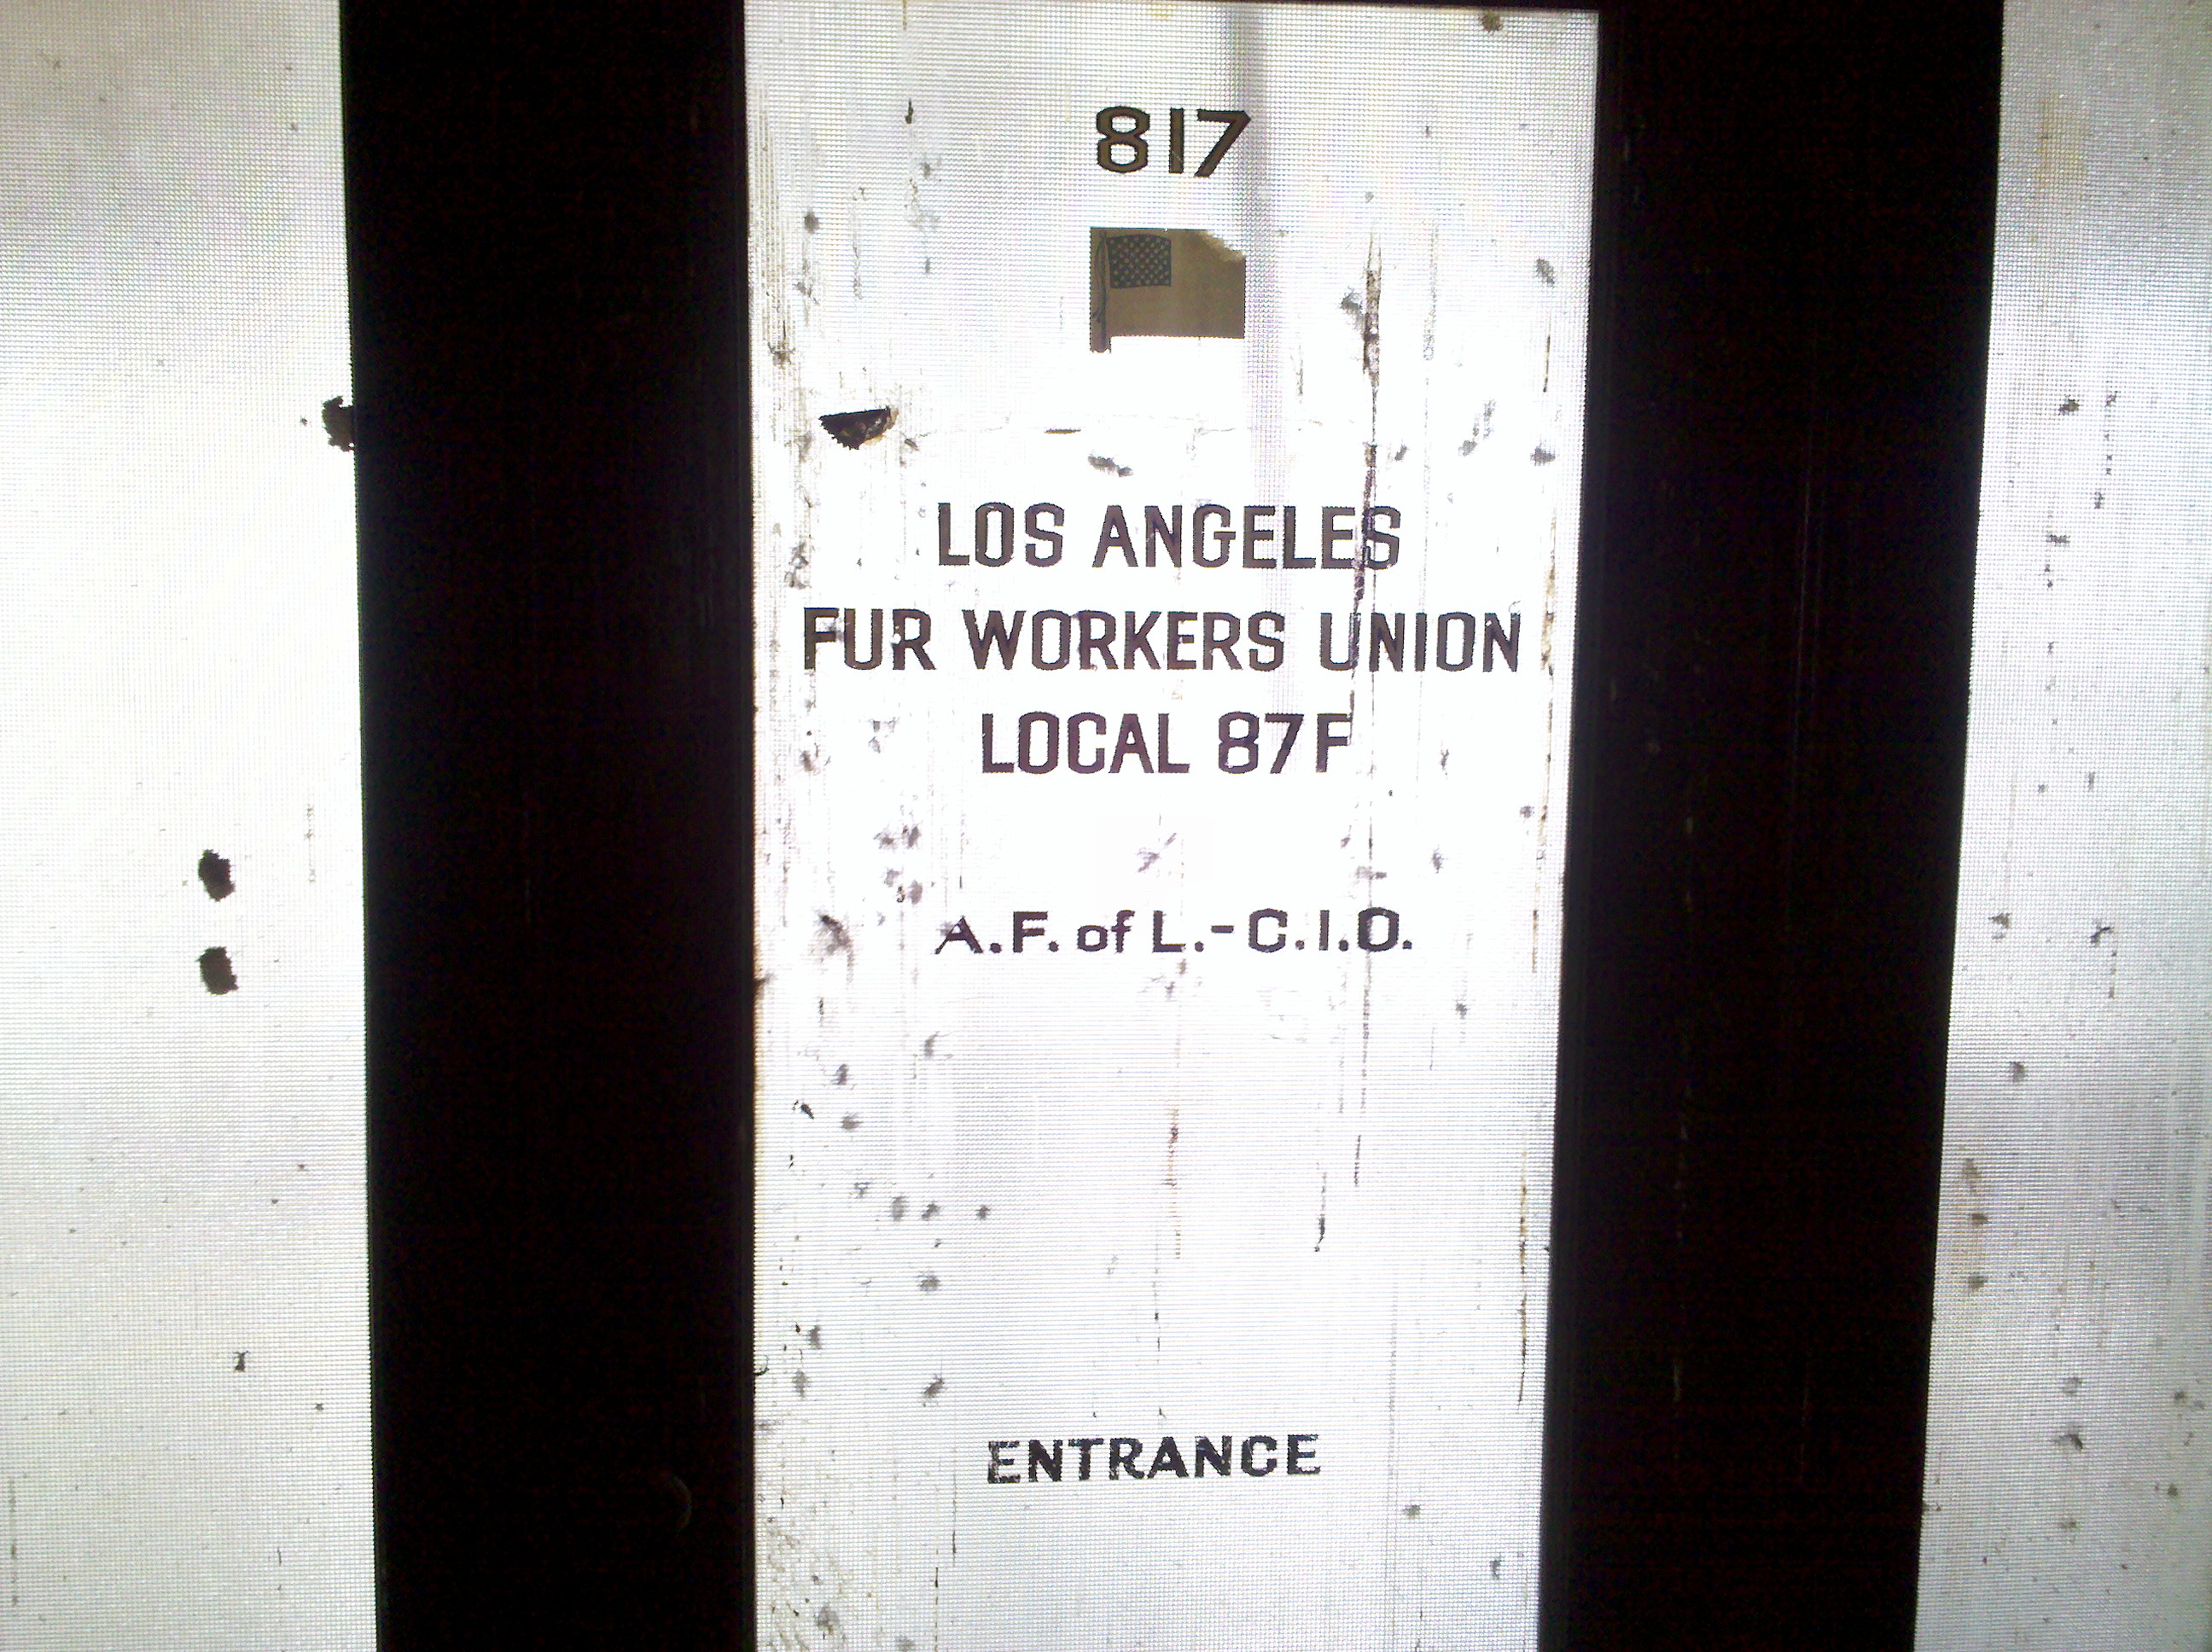 817
LOS ANGELES
FUR WORKERS UNION
LOCAL 87F
A.F. of L.-C.I.O.
ENTRANCE